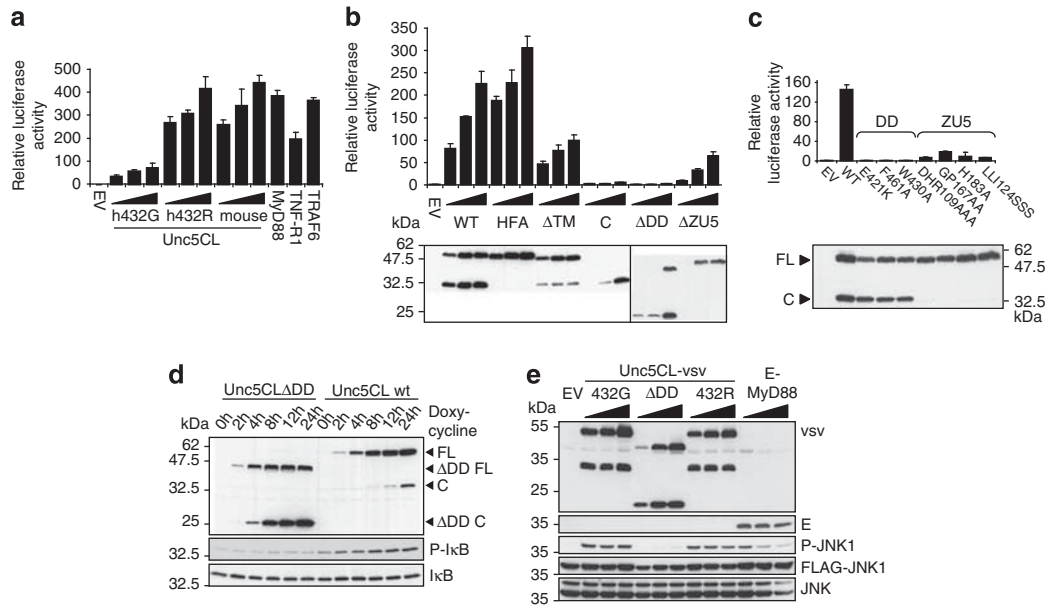 a
Relative luciferase
activity
500
400
300
200
100
0
EV
h432G
h432R
mouse
MyD88
TNF-R1
TRAF6
Unc5CL
b
Relative luciferase
activity
350
300
250
200
150
100
50
0
EV
WT
HFA
ΔTM
C
ΔDD
ΔZU5
kDa
62
47.5
32.5
25
c
Relative
luciferase activity
160
120
80
40
0
DD
ZU5
EV
WT
E421K
F461A
W430A
DHR109AAA
GP167AA
H183A
LLI124SSS
FL
C
62
47.5
32.5
kDa
d
Unc5CLΔDD
Unc5CL wt
0h
2h
4h
8h
12h
24h
0h
2h
4h
8h
12h
24h
Doxy-
cycline
kDa
62
47.5
32.5
25
FL
ΔDD FL
C
ΔDD C
32.5
P-IκB
32.5
IκB
e
Unc5CL-vsv
E-
EV
432G
ΔDD
432R
MyD88
kDa
55
35
25
vsv
35
E
35
P-JNK1
35
FLAG-JNK1
35
JNK